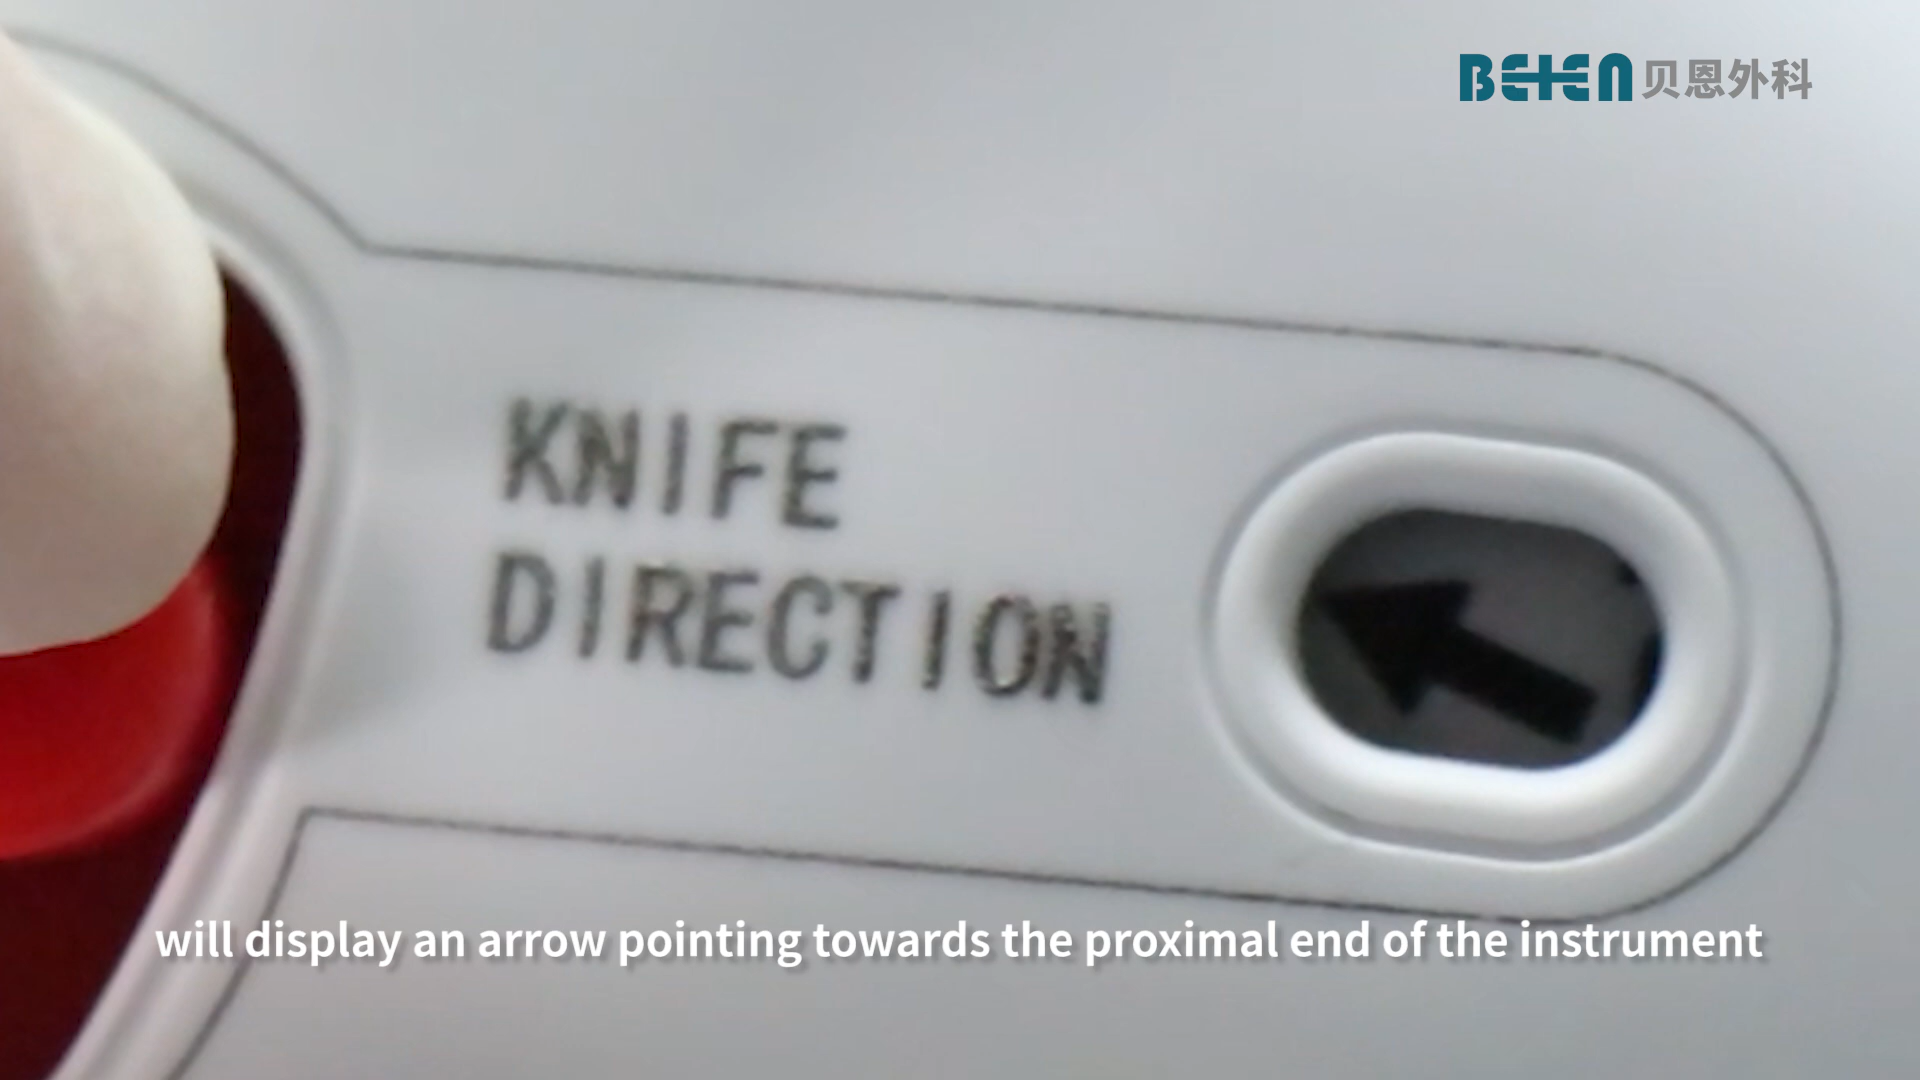 BEIEN 贝恩外科
KNIFE
DIRECTION
will display an arrow pointing towards the proximal end of the instrument